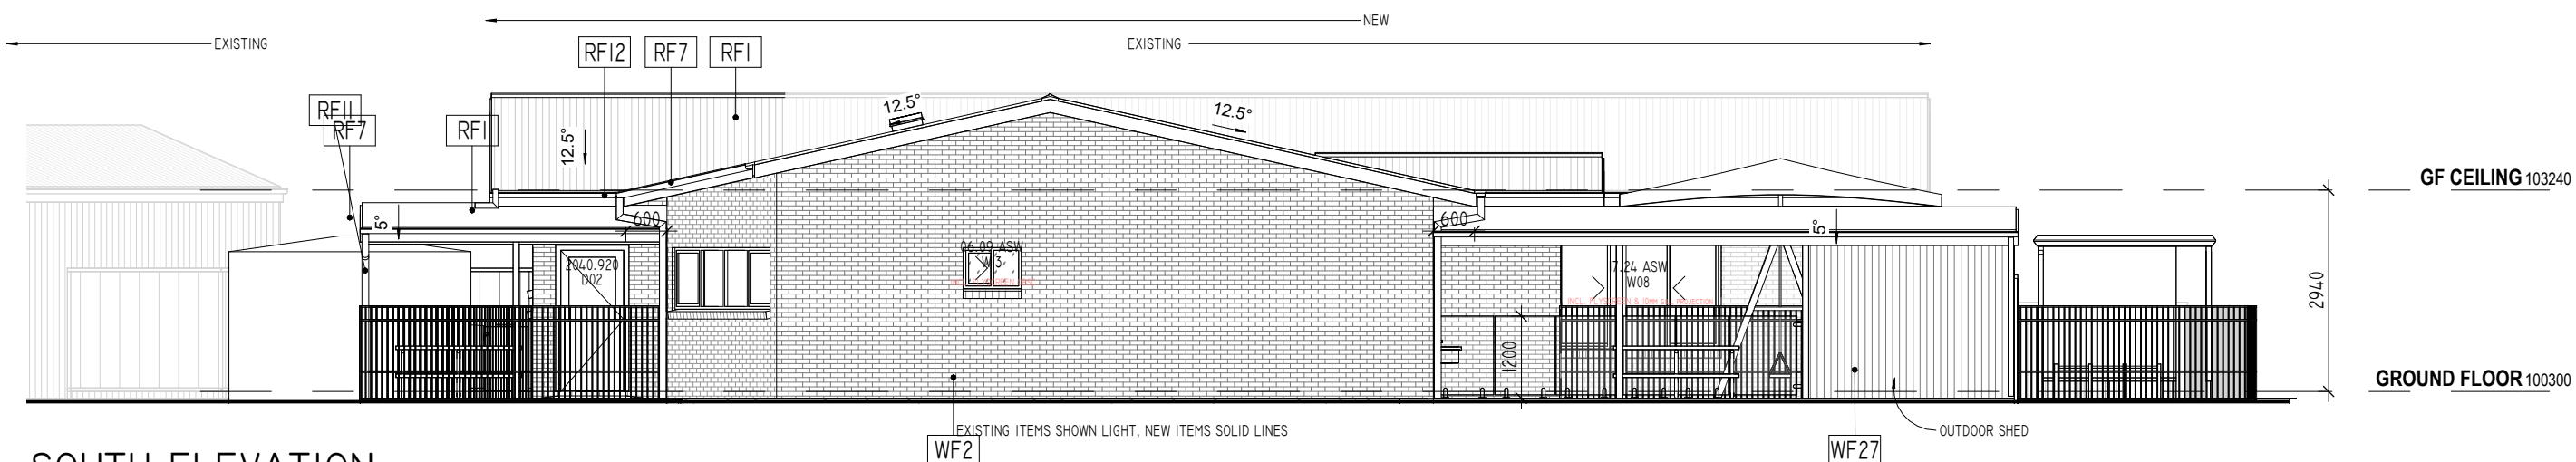 NEW
EXISTING
EXISTING
RF12
RF7
RF1
RF11
RF7
RF1
12.5°
12.5°
12.5°
GF CEILING 103240
5°
600
600
5°
06.09 ASW
2040.920
D02
17.24 ASW
W08
2940
1200
GROUND FLOOR 100300
EXISTING ITEMS SHOWN LIGHT, NEW ITEMS SOLID LINES
OUTDOOR SHED
WF2
WF27
SOUTH ELEVATION